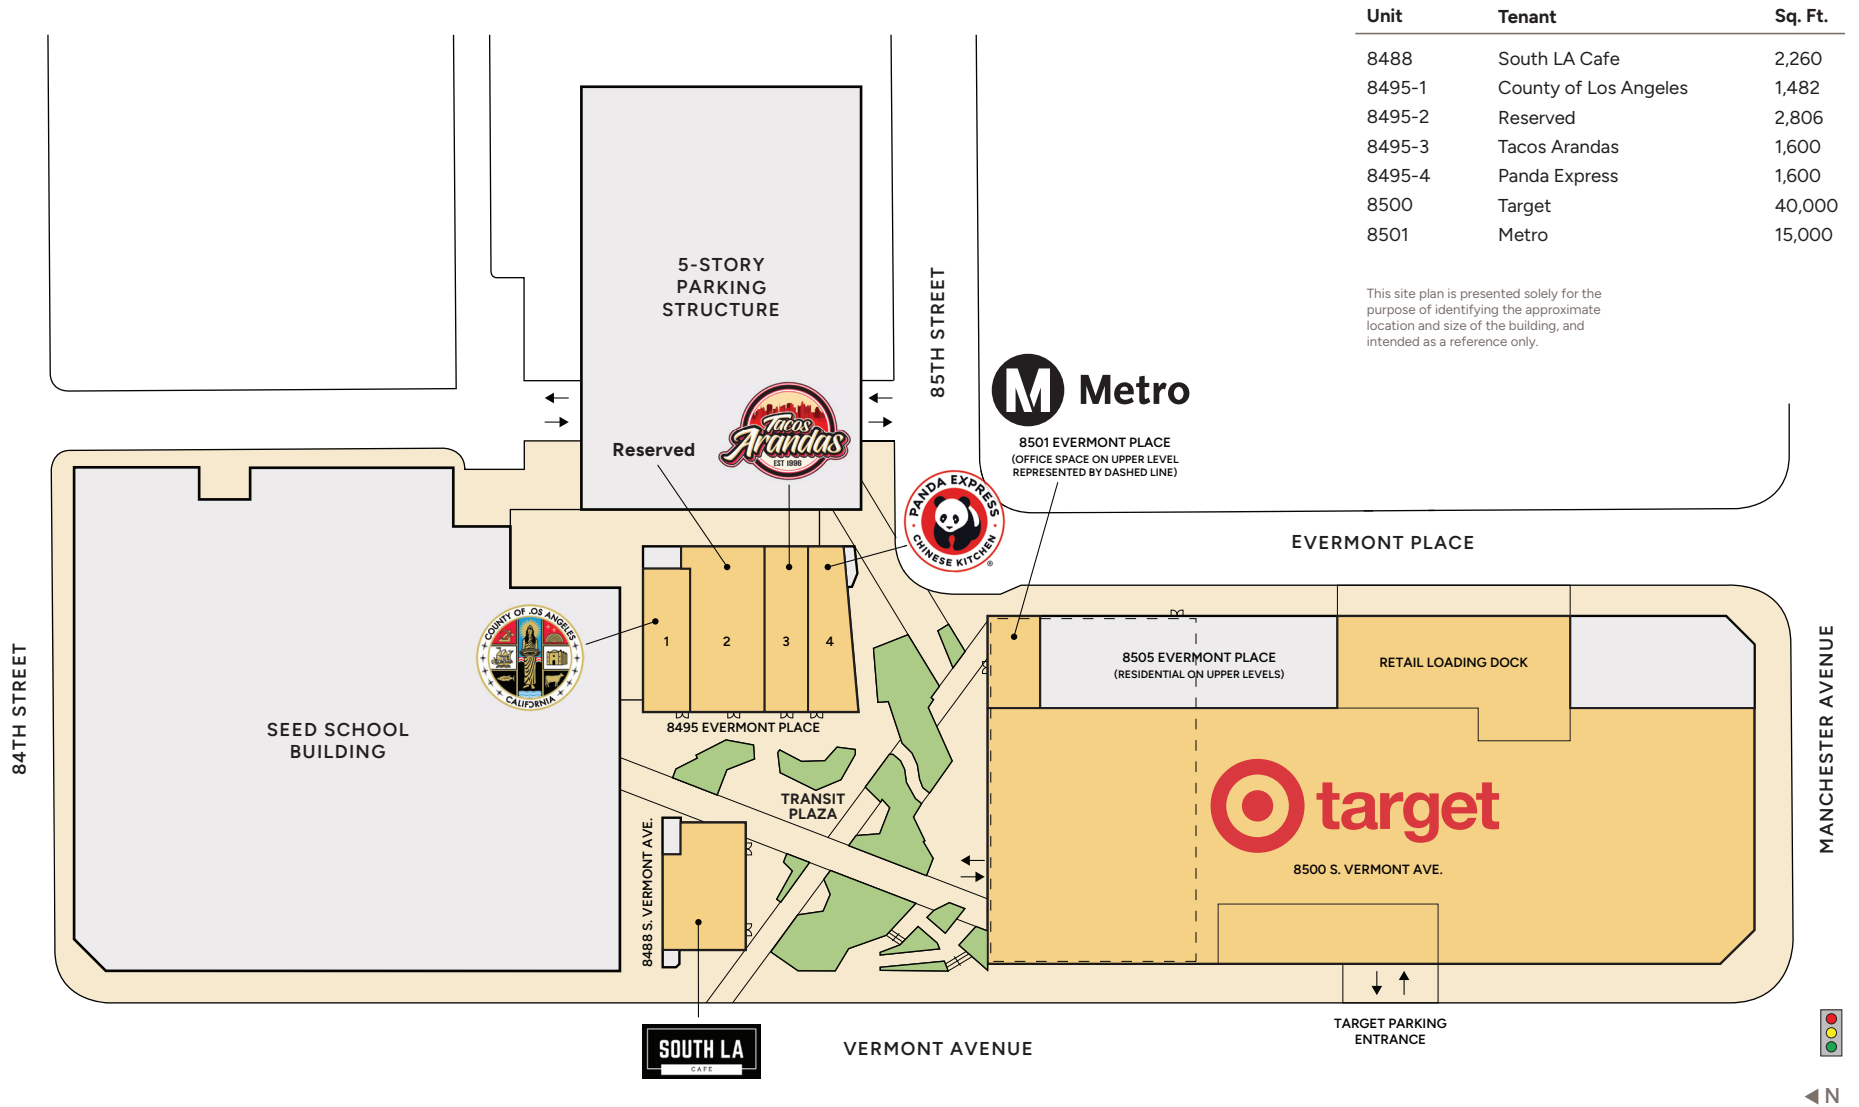 Unit Tenant Sq. Ft.
8488 South LA Cafe 2,260
8495-1 County of Los Angeles 1,482
8495-2 Reserved 2,806
8495-3 Tacos Arandas 1,600
8495-4 Panda Express 1,600
8500 Target 40,000
8501 Metro 15,000
This site plan is presented solely for the
purpose of identifying the approximate
location and size of the building, and
intended as a reference only.
5-STORY
PARKING
STRUCTURE
85TH STREET
M Metro
8501 EVERMONT PLACE
(OFFICE SPACE ON UPPER LEVEL
REPRESENTED BY DASHED LINE)
Reserved
Tacos
Arandas
EST 1996
PANDA EXPRESS
CHINESE KITCHEN
®
EVERMONT PLACE
COUNTY OF LOS ANGELES
CALIFORNIA
1 2 3 4
8495 EVERMONT PLACE
8505 EVERMONT PLACE
(RESIDENTIAL ON UPPER LEVELS)
RETAIL LOADING DOCK
84TH STREET
SEED SCHOOL
BUILDING
TRANSIT
PLAZA
target
8500 S. VERMONT AVE.
MANCHESTER AVENUE
8488 S. VERMONT AVE.
TARGET PARKING
ENTRANCE
SOUTH LA
CAFE
VERMONT AVENUE
N